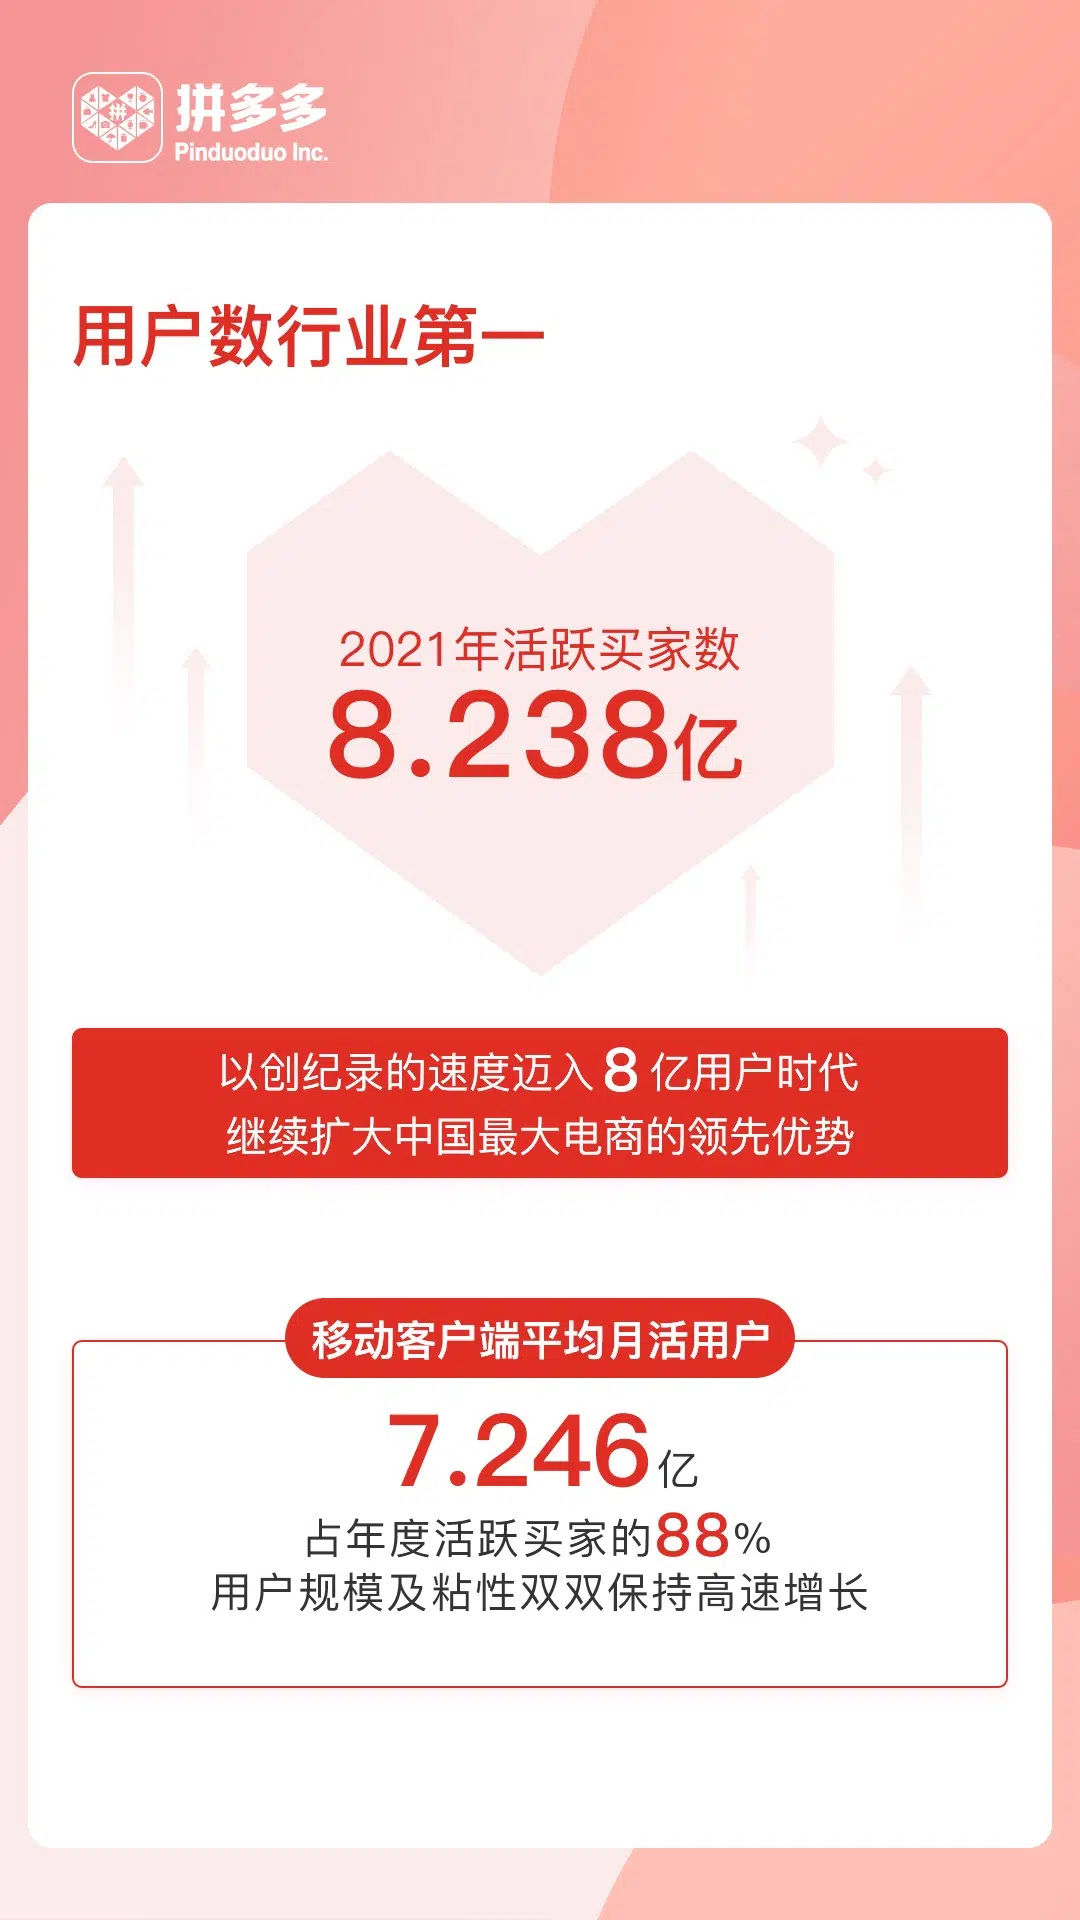 拼
拼多多
Pinduoduo Inc.
用户数行业第一
2021年活跃买家数
8.238亿
以创纪录的速度迈入8亿用户时代
继续扩大中国最大电商的领先优势
移动客户端平均月活用户
7.246亿
占年度活跃买家的88%
用户规模及粘性双双保持高速增长